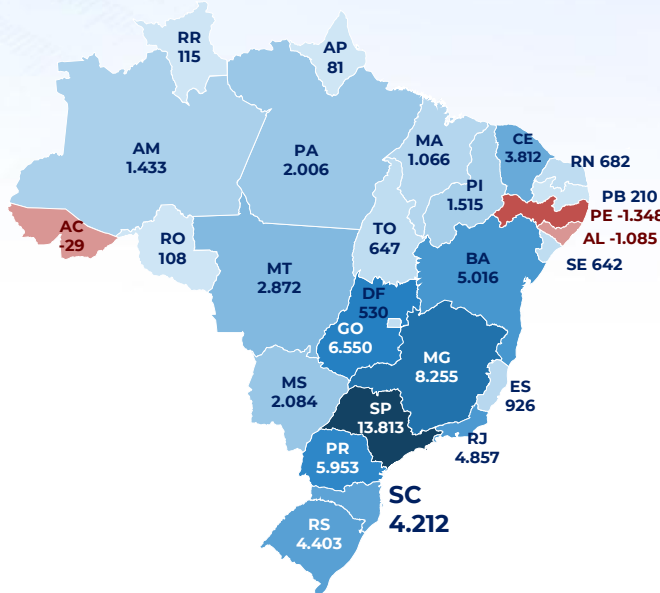 RR
115
AP
81
AM
1.433
PA
2.006
MA
1.066
CE
3.812
RN 682
PI
1.515
PB 210
PE -1.348
AL -1.085
SE 642
AC
-29
RO
108
TO
647
MT
2.872
BA
5.016
DF
530
GO
6.550
MG
8.255
MS
2.084
ES
926
SP
13.813
RJ
4.857
PR
5.953
SC
4.212
RS
4.403